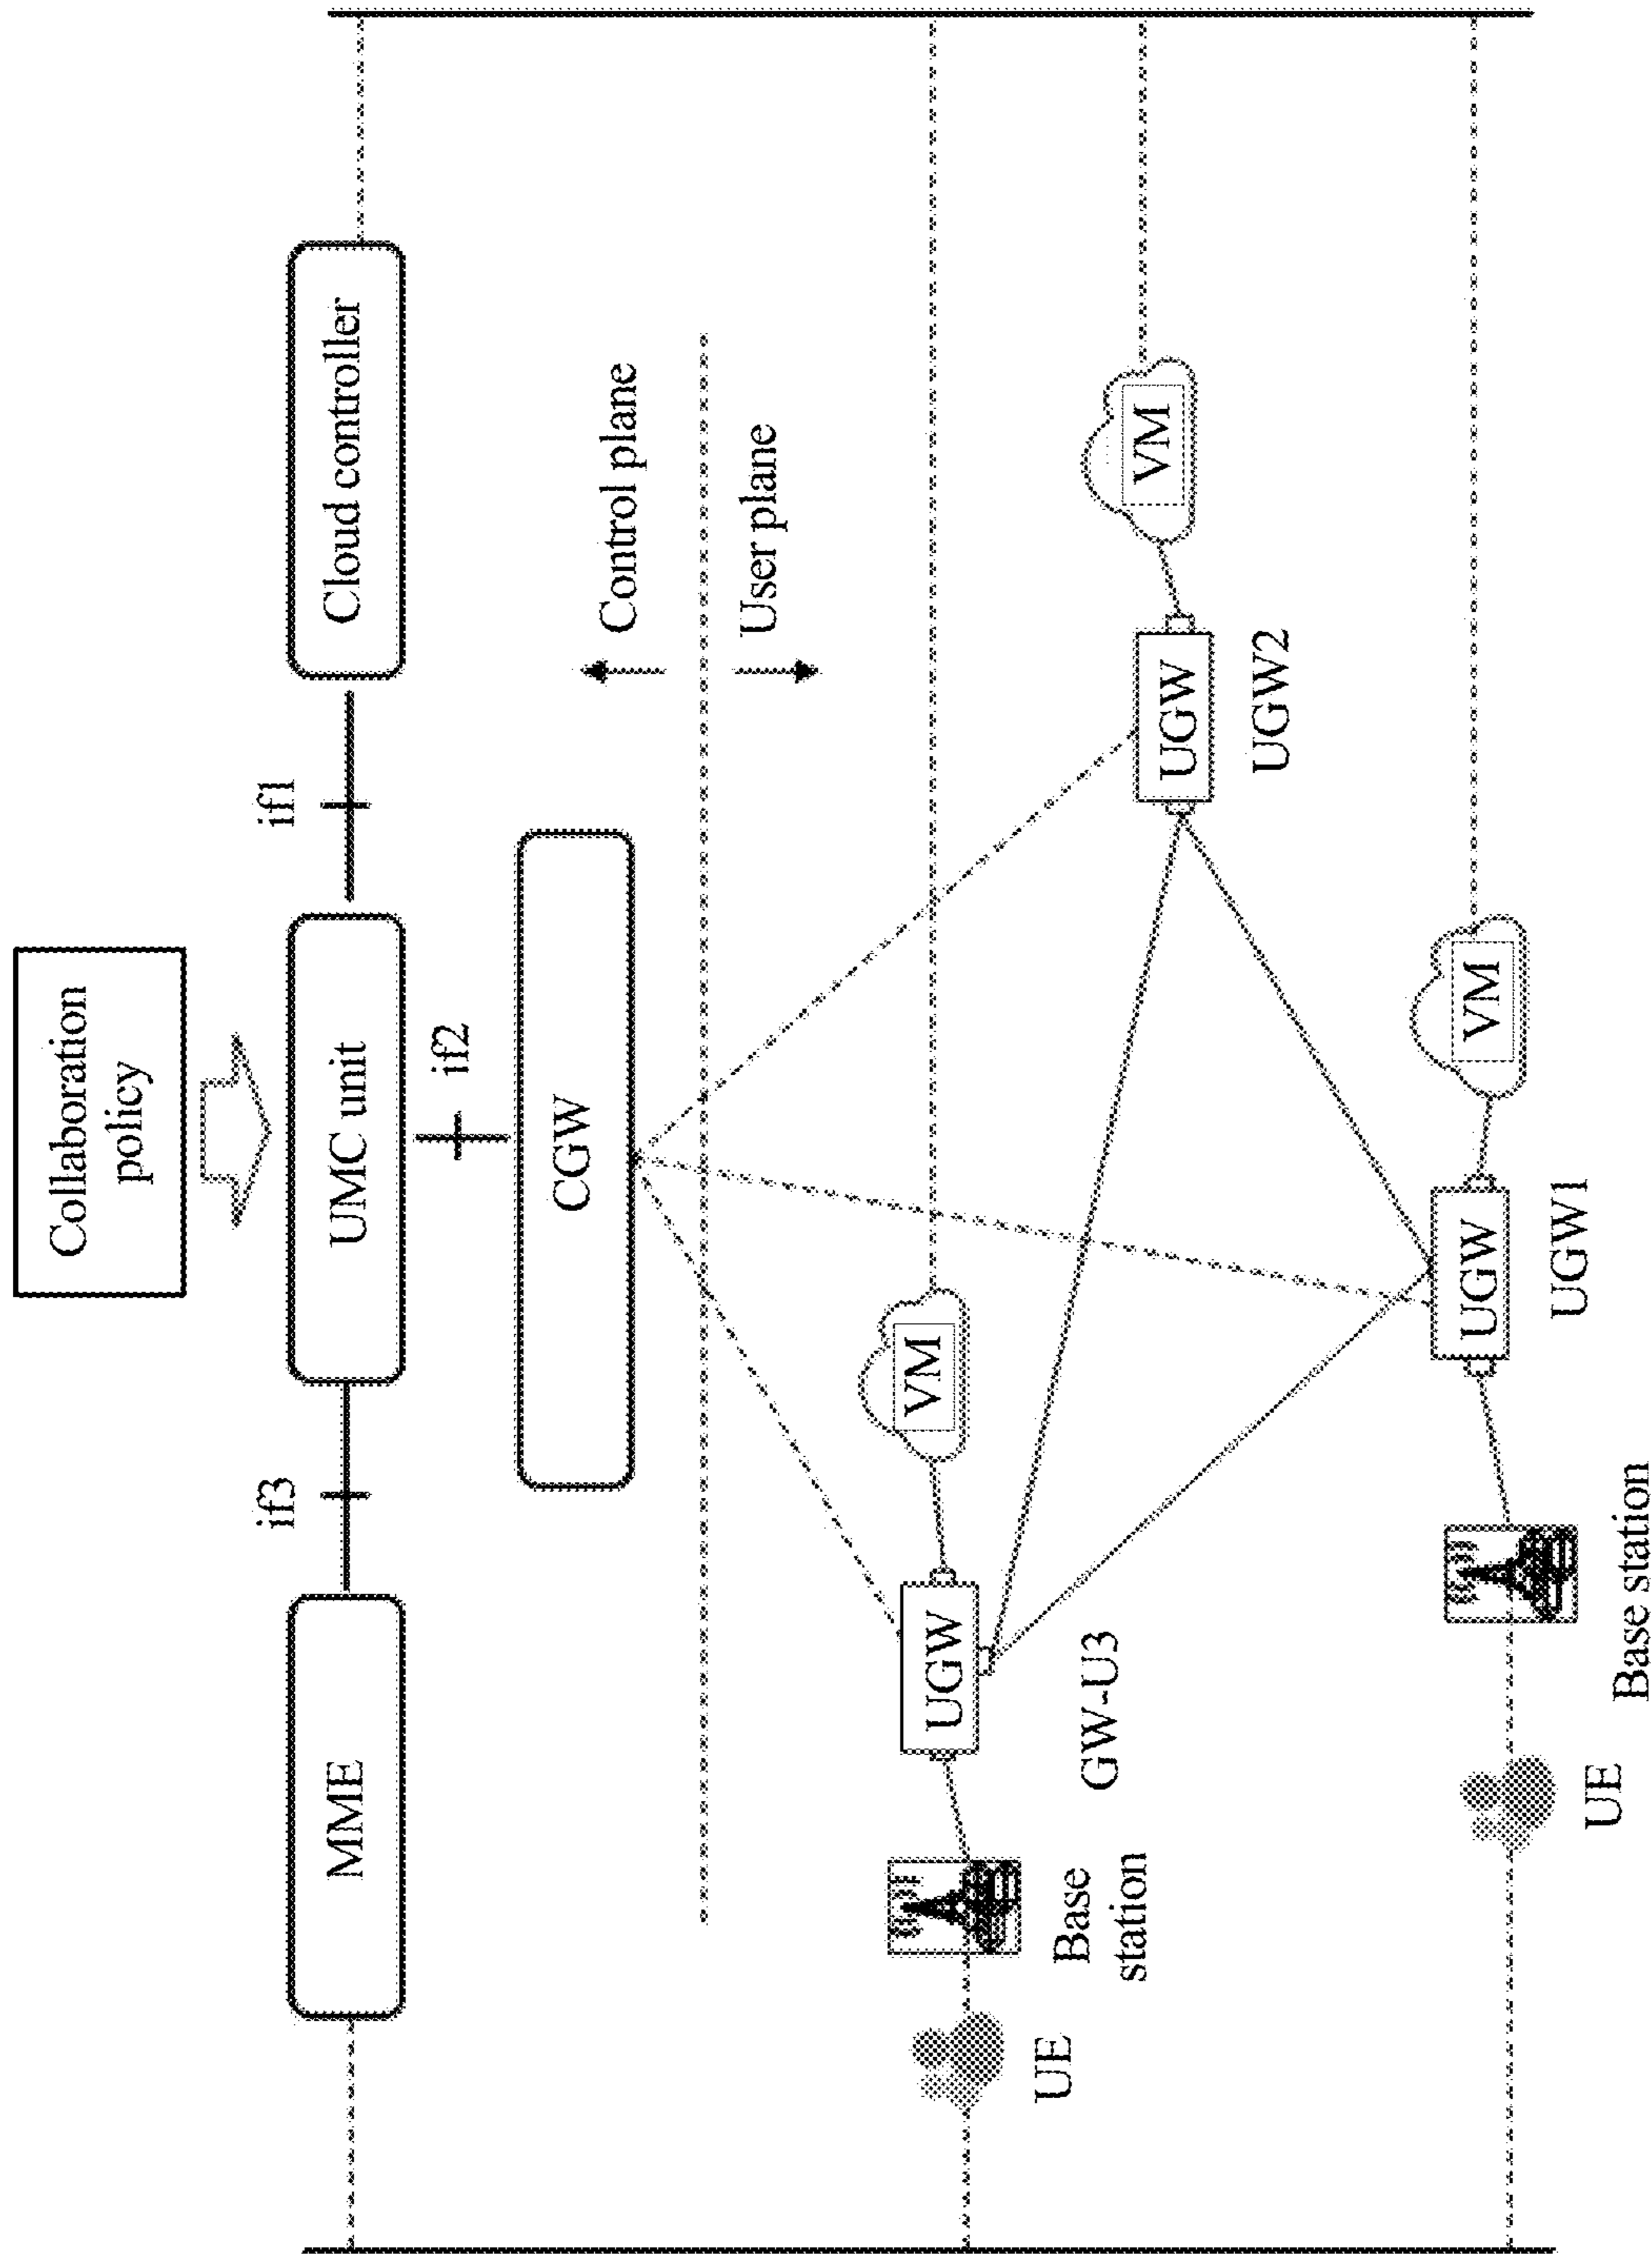 Collaboration
policy
if3
if1
MME
UMC unit
Cloud controller
if2
CGW
Control plane
User plane
VM
UGW
GW-U3
Base
station
UE
VM
UGW
UGW2
VM
UGW
UGW1
Base station
UE